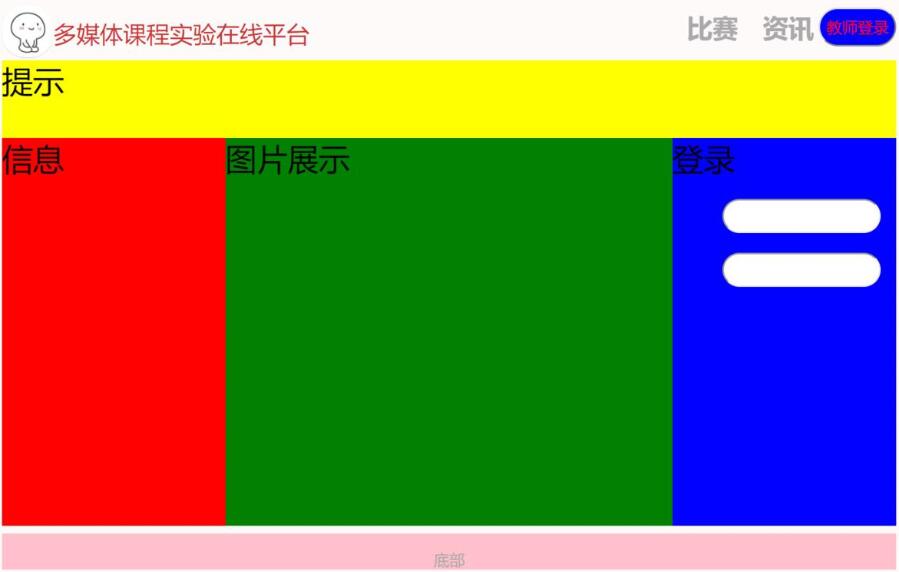 多媒体课程实验在线平台
比赛 资讯 教师登录
提示
信息 图片展示 登录
底部